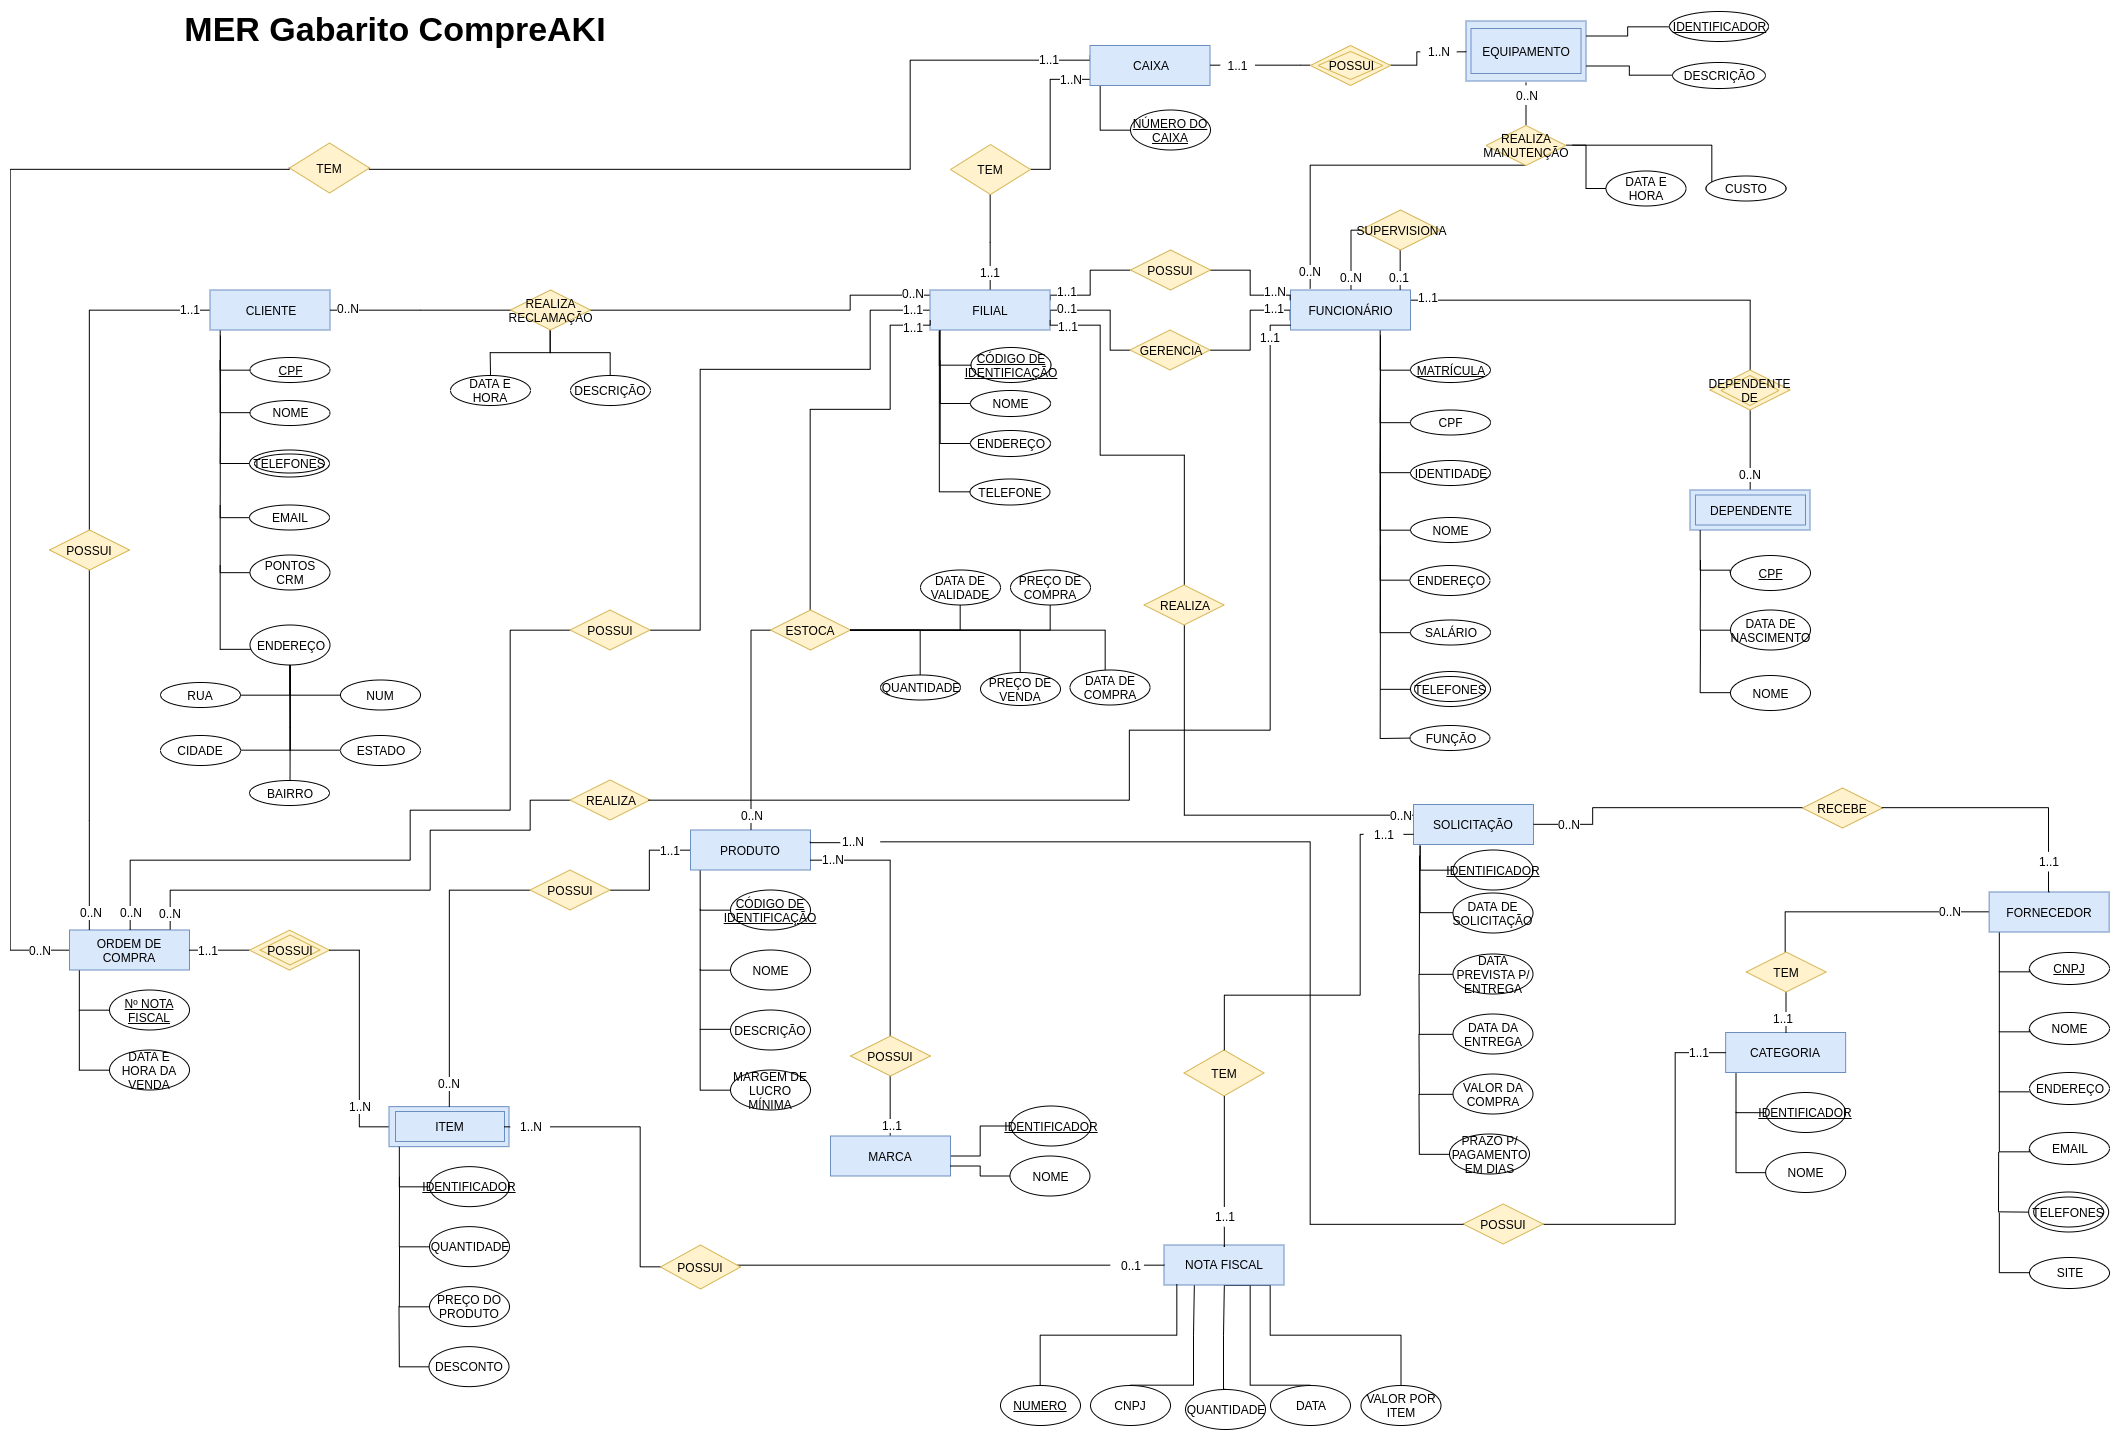 MER Gabarito CompreAKI
IDENTIFICADOR
EQUIPAMENTO
1..1
CAIXA
1..1
POSSUI
1..N
1..N
DESCRIÇÃO
0..N
NÚMERO DO
CAIXA
REALIZA
MANUTENÇÃO
TEM
TEM
DATA E
HORA
CUSTO
SUPERVISIONA
1..1
POSSUI
0..N
0..N
0..1
1..1
CLIENTE
0..N
REALIZA
RECLAMAÇÃO
0..N
1..1
1..1
FILIAL
1..1
0..1
1..1
1..N
1..1
1..1
FUNCIONÁRIO
1..1
GERENCIA
CPF
NOME
TELEFONES
EMAIL
PONTOS
CRM
ENDEREÇO
RUA
NUM
CIDADE
ESTADO
BAIRRO
DATA E
HORA
DESCRIÇÃO
CÓDIGO DE
IDENTIFICAÇÃO
NOME
ENDEREÇO
TELEFONE
MATRÍCULA
CPF
IDENTIDADE
NOME
ENDEREÇO
SALÁRIO
TELEFONES
FUNÇÃO
DEPENDENTE
DE
0..N
DEPENDENTE
CPF
DATA DE
NASCIMENTO
NOME
POSSUI
POSSUI
ESTOCA
DATA DE
VALIDADE
PREÇO DE
COMPRA
QUANTIDADE
PREÇO DE
VENDA
DATA DE
COMPRA
REALIZA
REALIZA
0..N
1..1
PRODUTO
1..N
1..N
POSSUI
CÓDIGO DE
IDENTIFICAÇÃO
NOME
DESCRIÇÃO
MARGEM DE
LUCRO
MÍNIMA
POSSUI
1..1
MARCA
IDENTIFICADOR
NOME
0..N
1..1
SOLICITAÇÃO
0..N
RECEBE
1..1
IDENTIFICADOR
DATA DE
SOLICITAÇÃO
DATA
PREVISTA P/
ENTREGA
DATA DA
ENTREGA
VALOR DA
COMPRA
PRAZO P/
PAGAMENTO
EM DIAS
0..N
FORNECEDOR
CNPJ
NOME
ENDEREÇO
EMAIL
TELEFONES
SITE
TEM
1..1
1..1
CATEGORIA
IDENTIFICADOR
NOME
POSSUI
0..N
0..N
0..N
0..N
ORDEM DE
COMPRA
1..1
POSSUI
Nº NOTA
FISCAL
DATA E
HORA DA
VENDA
0..N
1..N
ITEM
1..N
IDENTIFICADOR
QUANTIDADE
PREÇO DO
PRODUTO
DESCONTO
TEM
1..1
POSSUI
0..1
NOTA FISCAL
NUMERO
CNPJ
QUANTIDADE
DATA
VALOR POR
ITEM